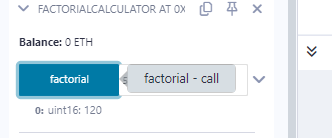 FACTORIALCALCULATOR AT 0X
Balance: 0 ETH
factorial
factorial - call
0: uint16: 120